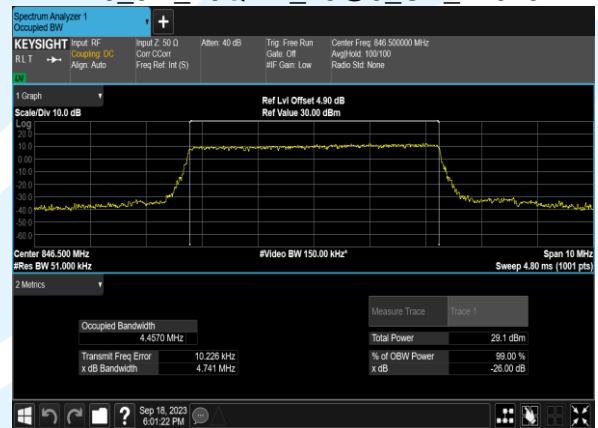 Spectrum Analyzer 1
Occupied BW
+
KEYSIGHT
RLT
LW
Input: RF
Coupling: DC
Align: Auto
Input Z: 50 Ω
Corr CCorr
Freq Ref: Int (S)
Atten: 40 dB
Trig: Free Run
Gate: Off
#IF Gain: Low
Center Freq: 846.500000 MHz
Avg|Hold: 100/100
Radio Std: None
1 Graph
Scale/Div 10.0 dB
Ref Lvl Offset 4.90 dB
Ref Value 30.00 dBm
Log
20.0
10.0
0.00
-10.0
-20.0
-30.0
-40.0
-50.0
-60.0
Center 846.500 MHz
#Video BW 150.00 kHz*
Span 10 MHz
#Res BW 51.000 kHz
Sweep 4.80 ms (1001 pts)
2 Metrics
Measure Trace Trace 1
Occupied Bandwidth
4.4570 MHz
Total Power 29.1 dBm
Transmit Freq Error 10.226 kHz
% of OBW Power 99.00 %
x dB Bandwidth 4.741 MHz
x dB -26.00 dB
?
Sep 18, 2023
6:01:22 PM